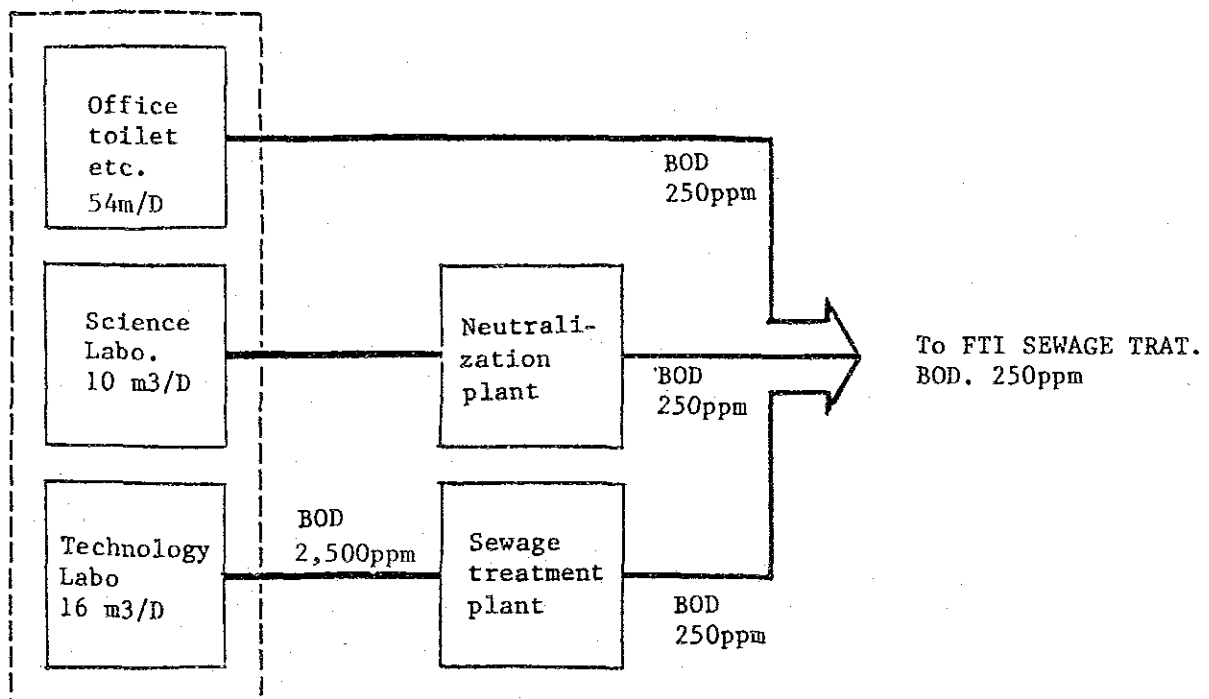 Office
toilet
etc.
54m/D
BOD
250ppm
Science
Labo.
10 m3/D
Neutrali-
zation
plant
BOD
250ppm
To FTI SEWAGE TRAT.
BOD. 250ppm
Technology
Labo
16 m3/D
BOD
2,500ppm
Sewage
treatment
plant
BOD
250ppm